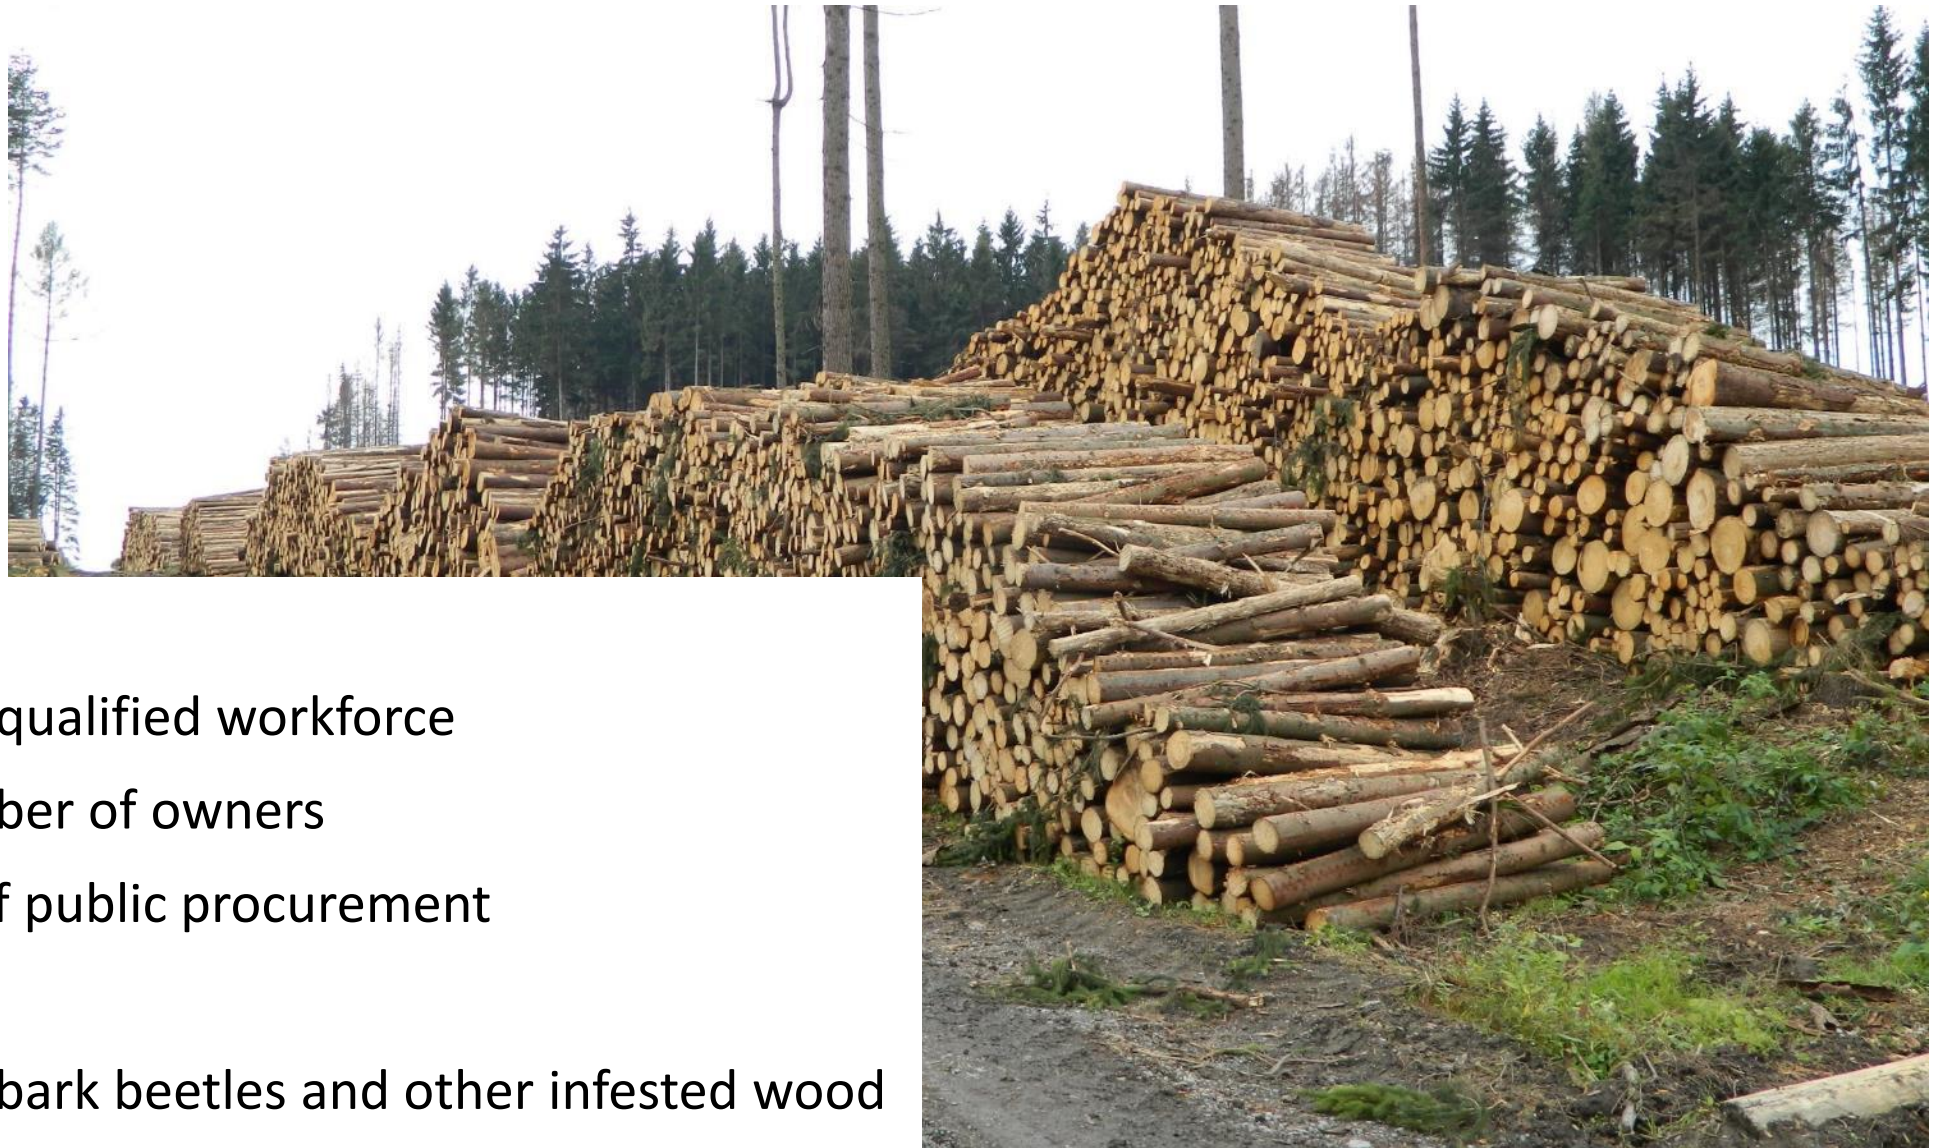 qualified workforce
ber of owners
f public procurement
bark beetles and other infested wood